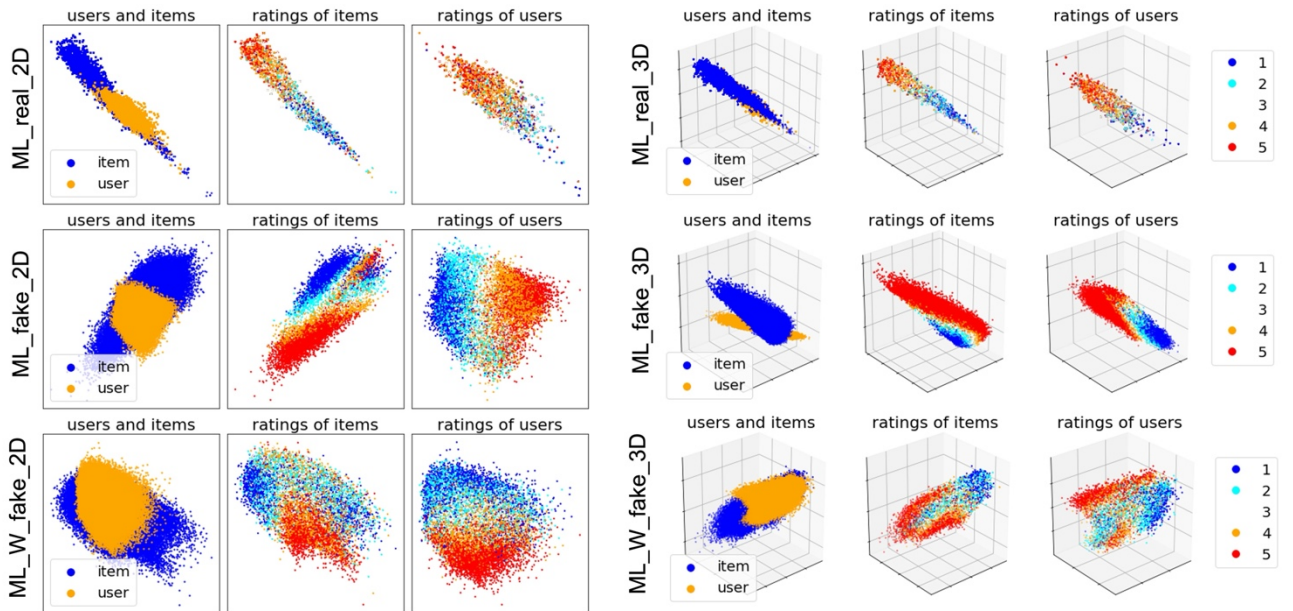 users and items
ratings of items
ratings of users
ML_real_2D
item
user
users and items
ratings of items
ratings of users
ML_real_3D
item
user
1
2
3
4
5
users and items
ratings of items
ratings of users
ML_fake_2D
item
user
users and items
ratings of items
ratings of users
ML_fake_3D
item
user
1
2
3
4
5
users and items
ratings of items
ratings of users
ML_W_fake_2D
item
user
users and items
ratings of items
ratings of users
ML_W_fake_3D
item
user
1
2
3
4
5